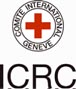 COMITE INTERNATIONAL
GENEVE
ICRC